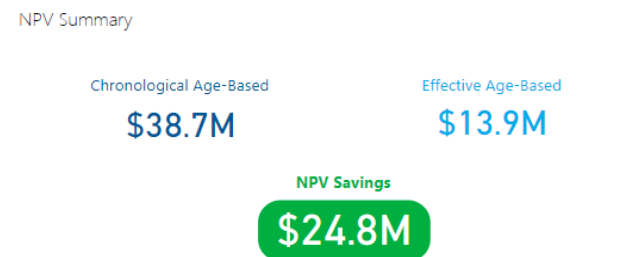 NPV Summary
Chronological Age-Based
Effective Age-Based
$38.7M
$13.9M
NPV Savings
$24.8M